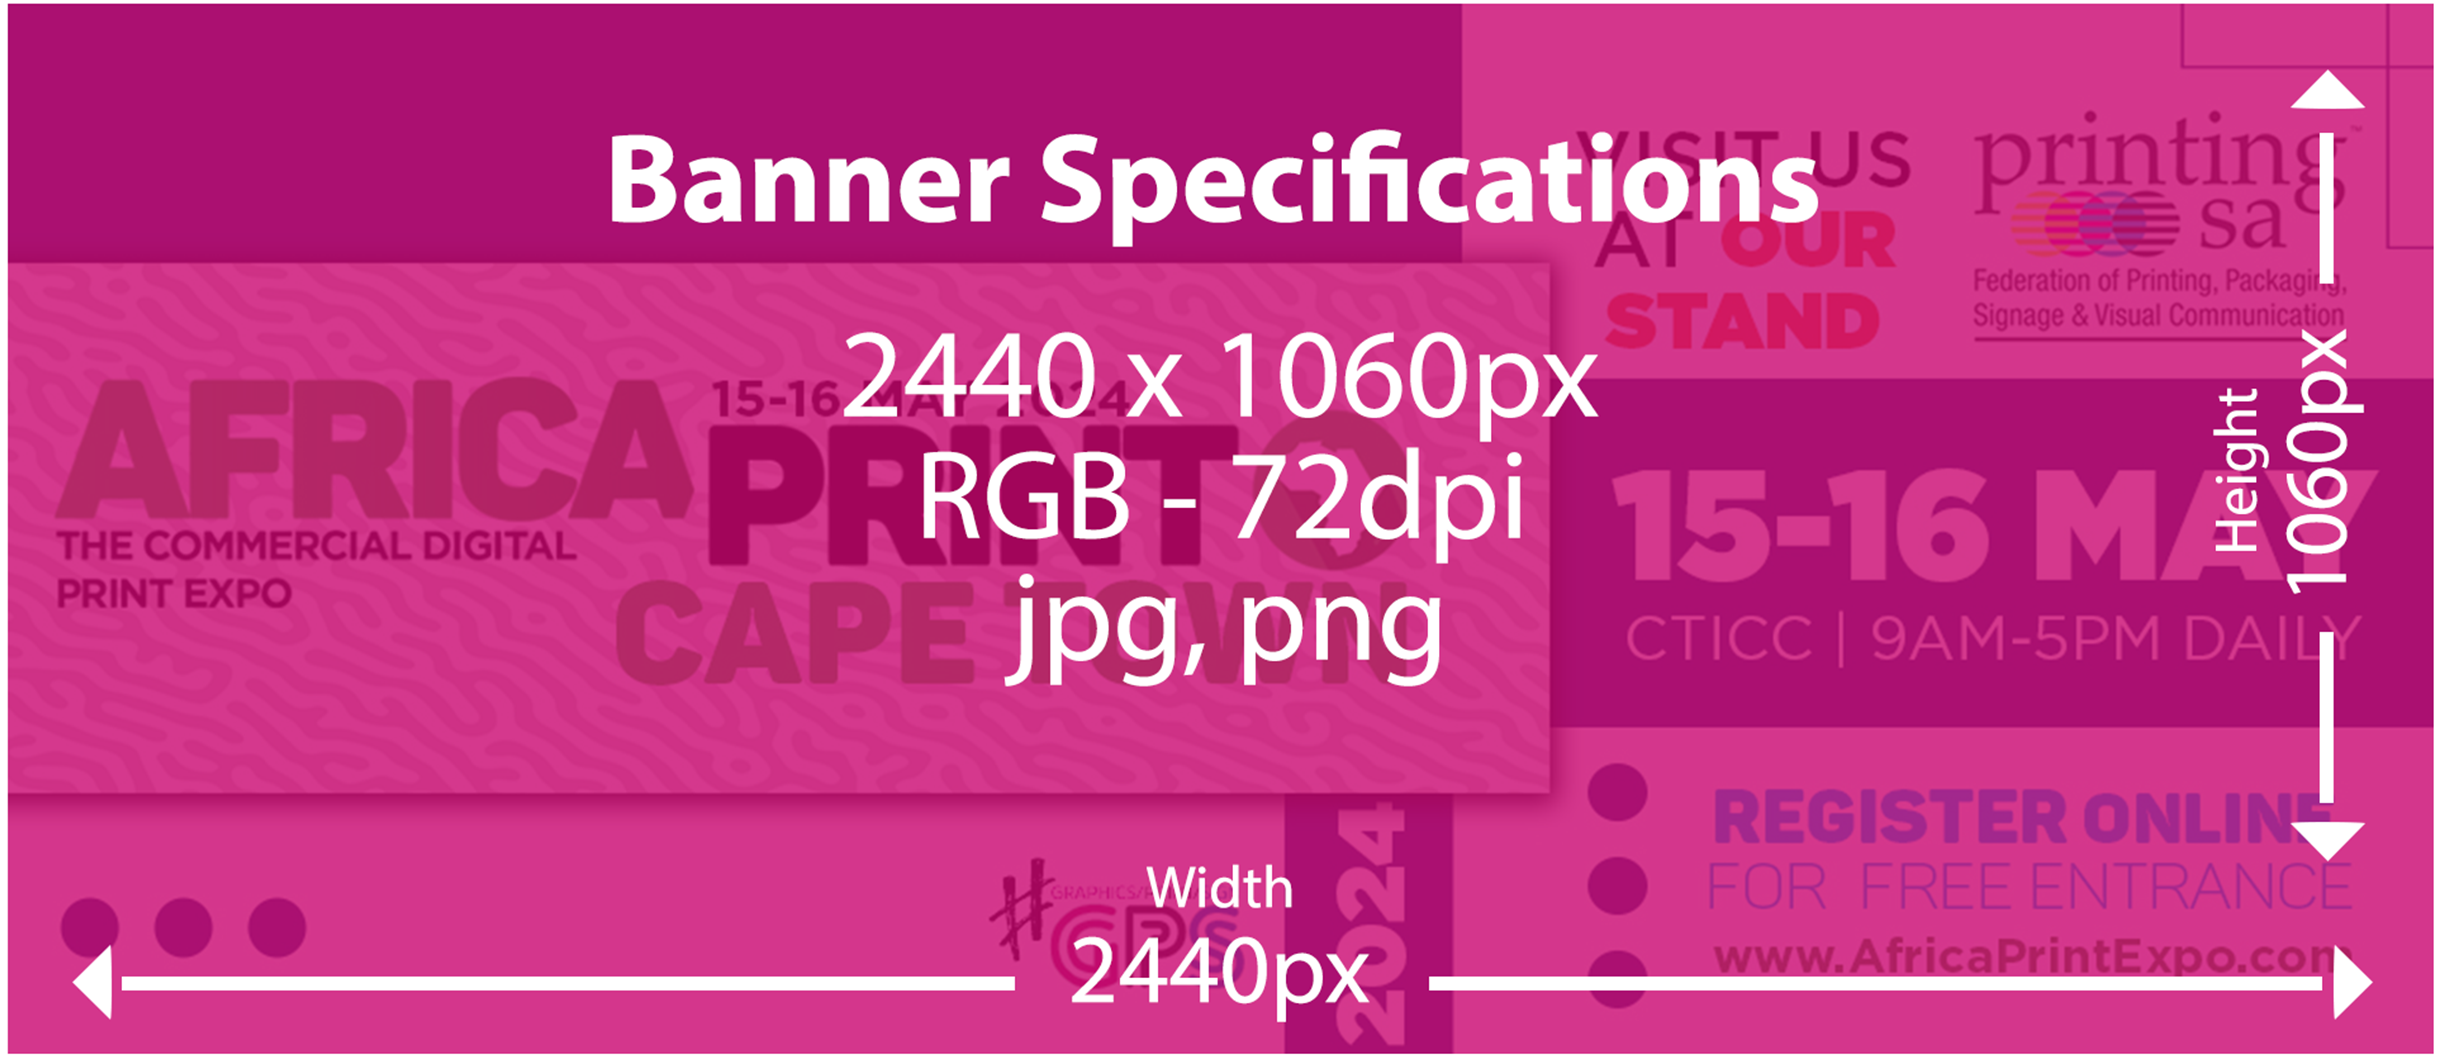 Banner Specifications
2440 x 1060px
RGB - 72dpi
jpg, png
Width
2440px
Height
1060px
VISIT US
AT OUR
STAND
printing
sa
™
Federation of Printing, Packaging,
Signage & Visual Communication
15-16 MAY 2024
AFRICA
PRINT
THE COMMERCIAL DIGITAL
PRINT EXPO
CAPE TOWN
15-16 MAY
CTICC | 9AM-5PM DAILY
2024
REGISTER ONLINE
FOR FREE ENTRANCE
www.AfricaPrintExpo.com
#
GPS